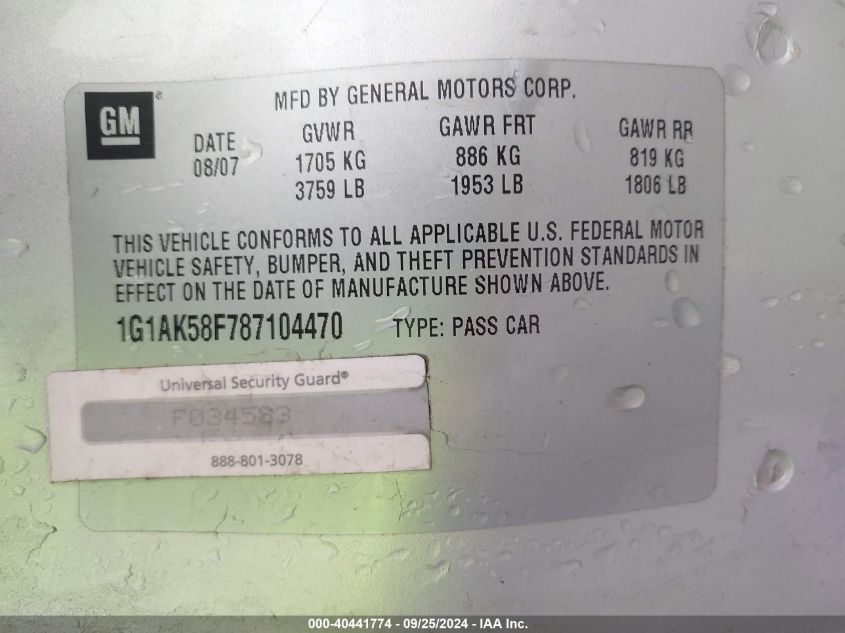 MFD BY GENERAL MOTORS CORP.
GM®
DATE
08/07
GVWR
1705 KG
3759 LB
GAWR FRT
886 KG
1953 LB
GAWR RR
819 KG
1806 LB
THIS VEHICLE CONFORMS TO ALL APPLICABLE U.S. FEDERAL MOTOR
VEHICLE SAFETY, BUMPER, AND THEFT PREVENTION STANDARDS IN
EFFECT ON THE DATE OF MANUFACTURE SHOWN ABOVE.
1G1AK58F787104470 TYPE: PASS CAR
Universal Security Guard®
F034583
888-801-3078
000-40441774 - 09/25/2024 - IAA Inc.